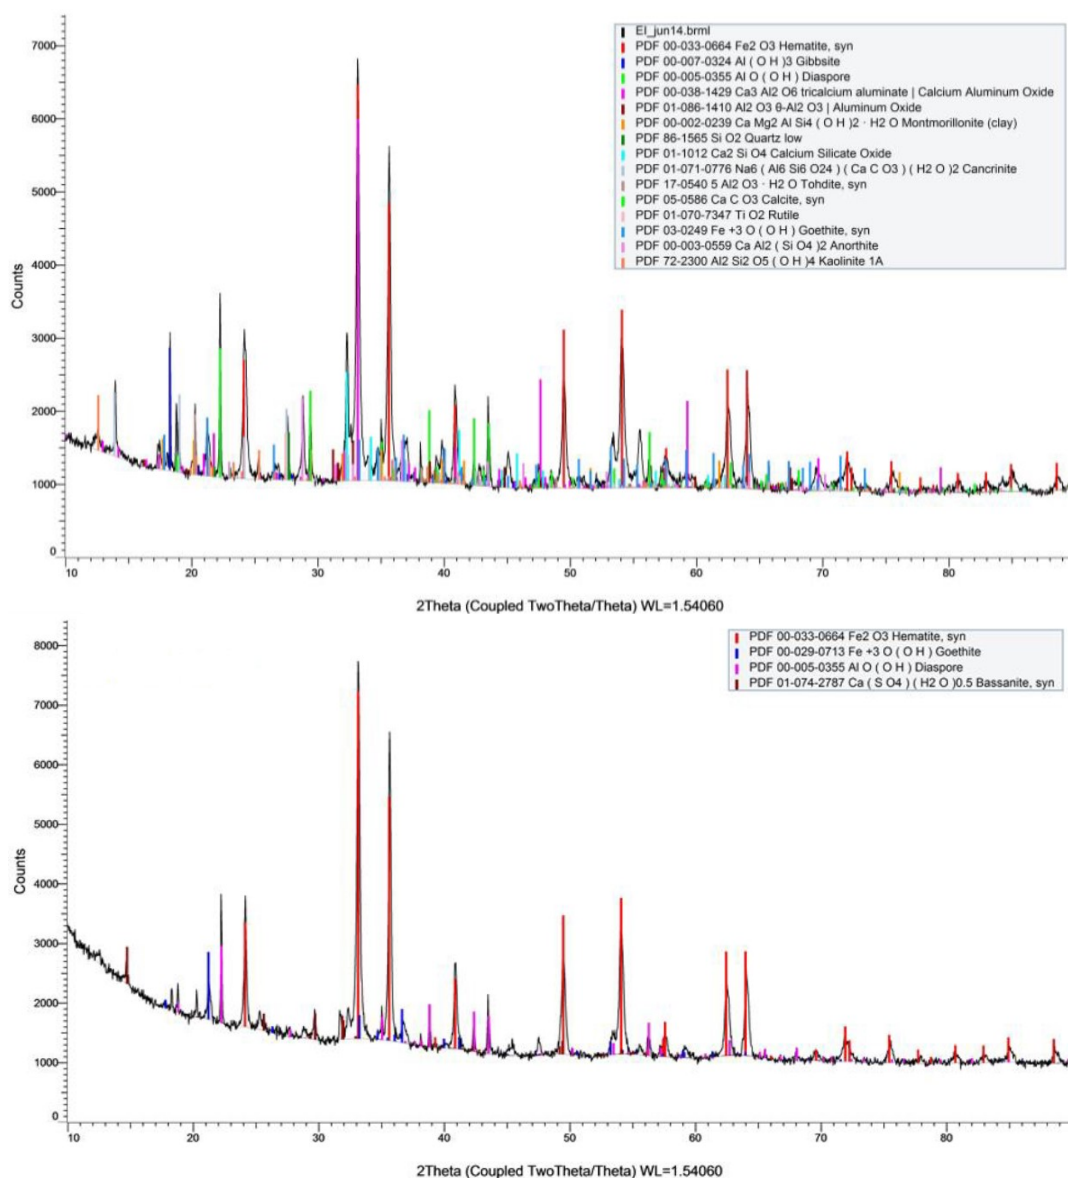 EI_jun14.brml
PDF 00-033-0664 Fe2 O3 Hematite, syn
PDF 00-007-0324 Al ( O H )3 Gibbsite
PDF 00-005-0355 Al O ( O H ) Diaspore
PDF 00-038-1429 Ca3 Al2 O6 tricalcium aluminate | Calcium Aluminum Oxide
PDF 01-086-1410 Al2 O3 θ-Al2 O3 | Aluminum Oxide
PDF 00-002-0239 Ca Mg2 Al Si4 ( O H )2 · H2 O Montmorillonite (clay)
PDF 86-1565 Si O2 Quartz low
PDF 01-1012 Ca2 Si O4 Calcium Silicate Oxide
PDF 01-071-0776 Na6 ( Al6 Si6 O24 ) ( Ca C O3 ) ( H2 O )2 Cancrinite
PDF 17-0540 5 Al2 O3 · H2 O Tohdite, syn
PDF 05-0586 Ca C O3 Calcite, syn
PDF 01-070-7347 Ti O2 Rutile
PDF 03-0249 Fe +3 O ( O H ) Goethite, syn
PDF 00-003-0559 Ca Al2 ( Si O4 )2 Anorthite
PDF 72-2300 Al2 Si2 O5 ( O H )4 Kaolinite 1A
7000
6000
5000
4000
3000
2000
1000
0
Counts
10 20 30 40 50 60 70 80
2Theta (Coupled TwoTheta/Theta) WL=1.54060
PDF 00-033-0664 Fe2 O3 Hematite, syn
PDF 00-029-0713 Fe +3 O ( O H ) Goethite
PDF 00-005-0355 Al O ( O H ) Diaspore
PDF 01-074-2787 Ca ( S O4 ) ( H2 O )0.5 Bassanite, syn
8000
7000
6000
5000
4000
3000
2000
1000
0
Counts
10 20 30 40 50 60 70 80
2Theta (Coupled TwoTheta/Theta) WL=1.54060